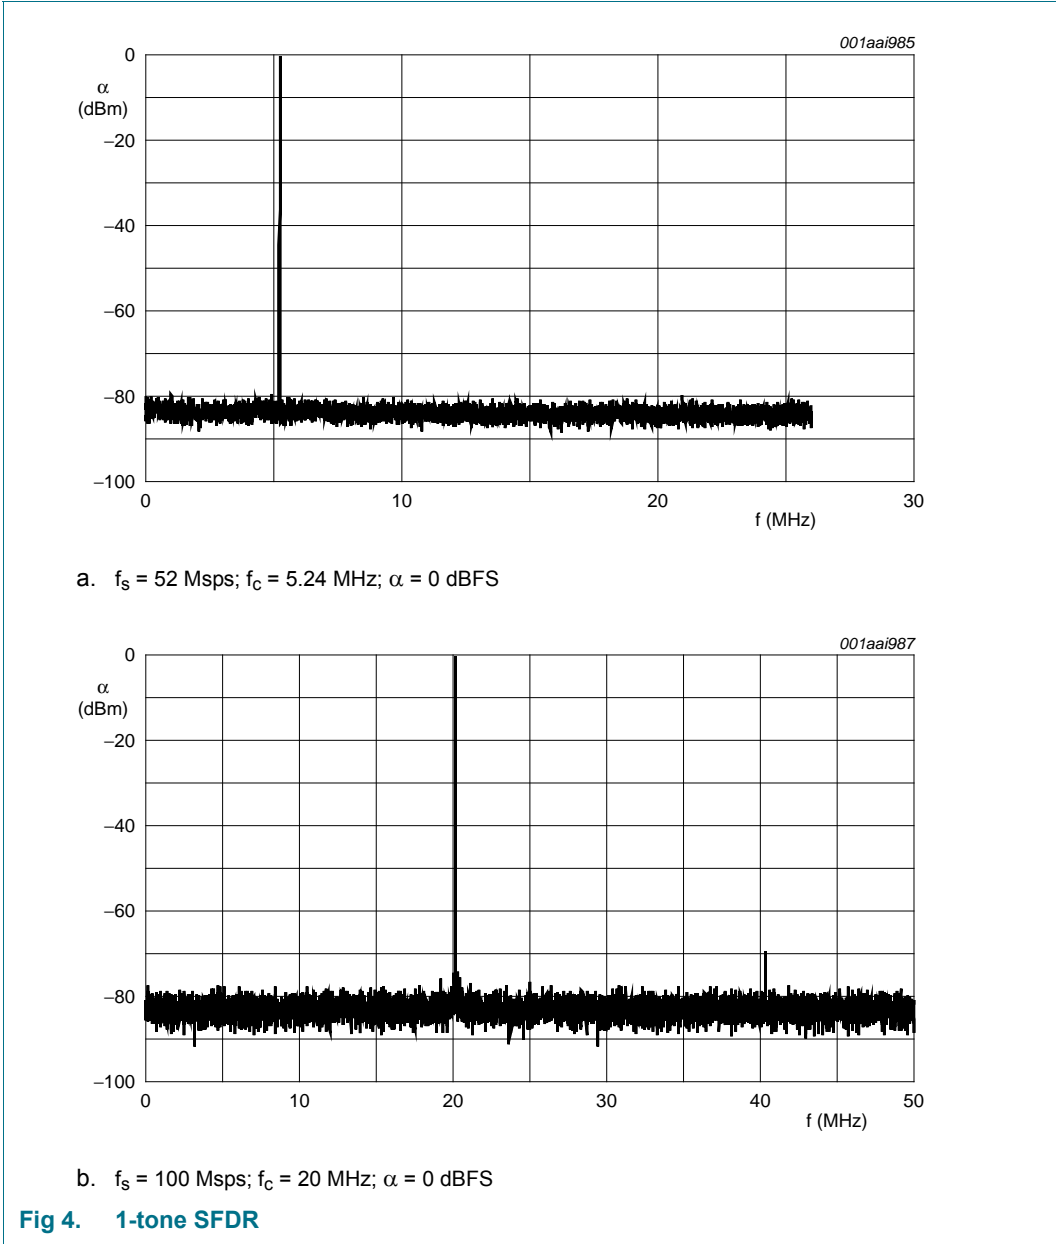 001aai985
0
α
(dBm)
−20
−40
−60
−80
−100
0 10 20 30
f (MHz)
a. fs = 52 Msps; fc = 5.24 MHz; α = 0 dBFS
001aai987
0
α
(dBm)
−20
−40
−60
−80
−100
0 10 20 30 40 50
f (MHz)
b. fs = 100 Msps; fc = 20 MHz; α = 0 dBFS
Fig 4. 1-tone SFDR